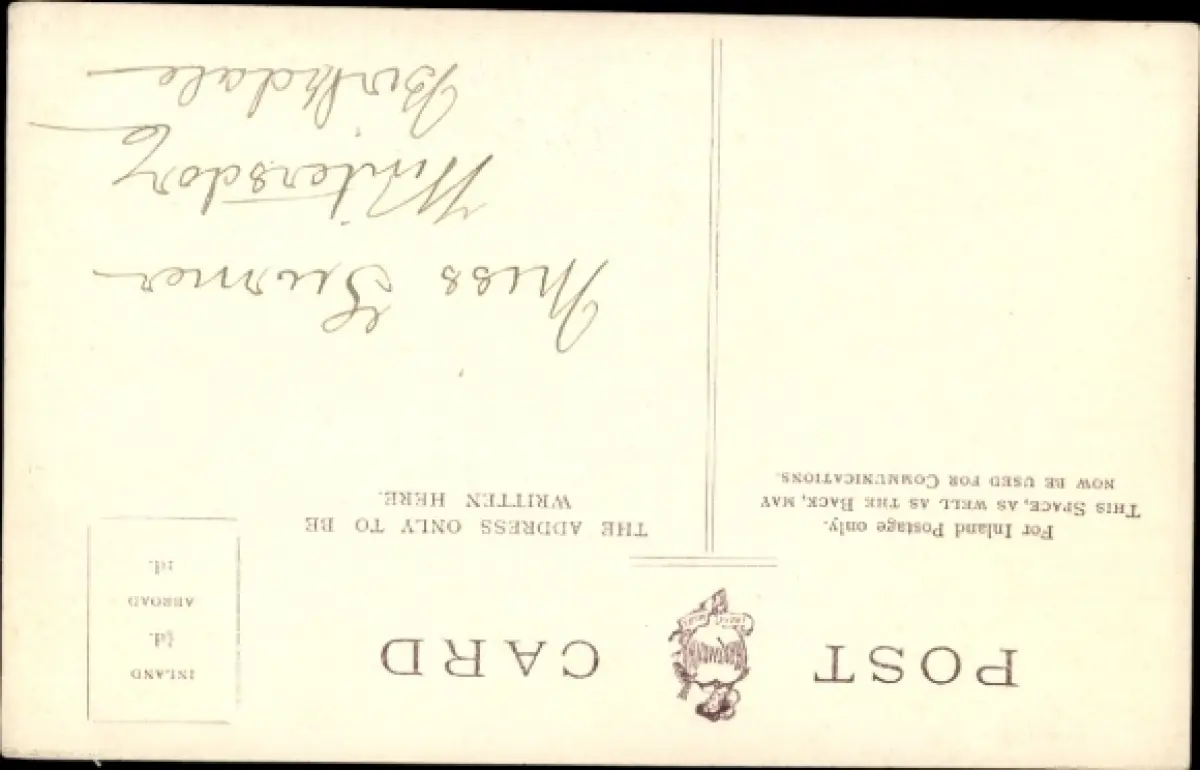 POST CARD
For Inland Postage only.
THIS SPACE, AS WELL AS THE BACK, MAY
NOW BE USED FOR COMMUNICATIONS.
THE ADDRESS ONLY TO BE
WRITTEN HERE.
INLAND
½d.
ABROAD
1d.
Miss
Wintersdorf
Birkdale